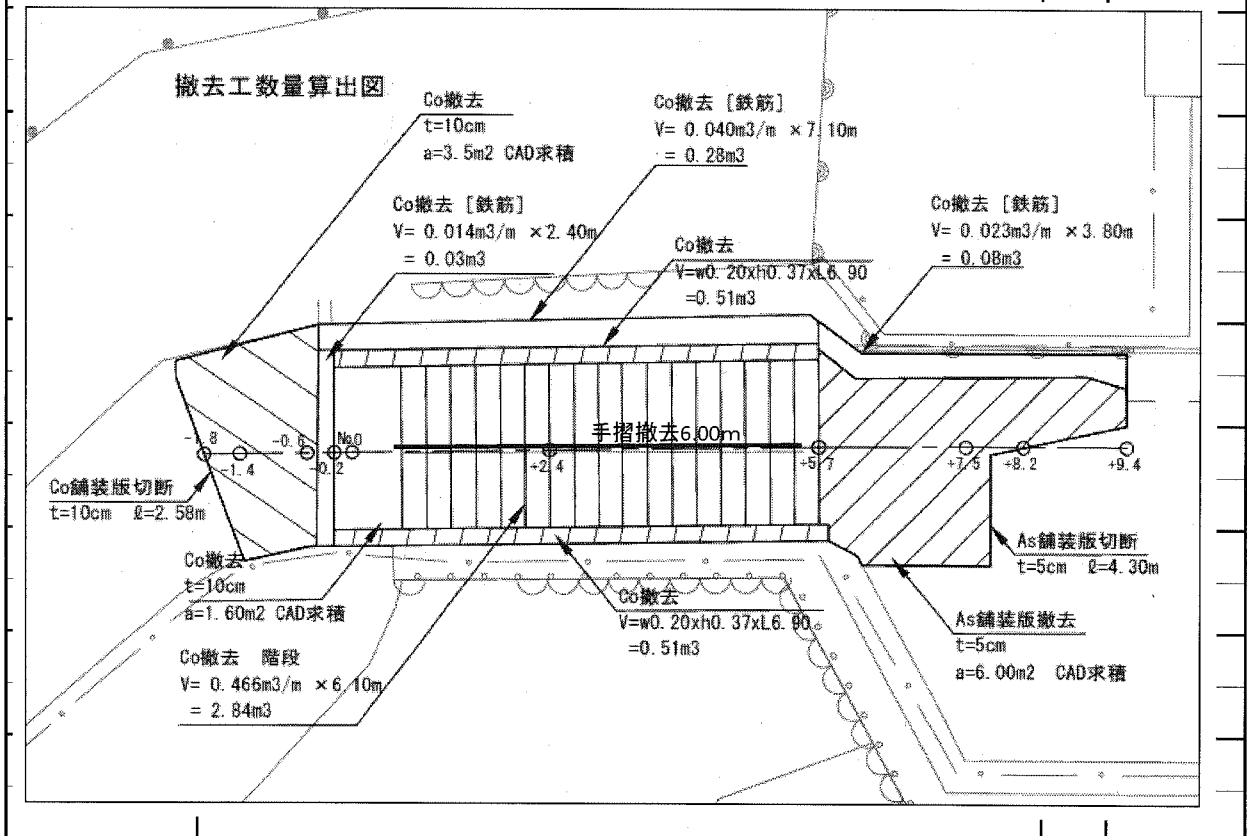 撤去工数量算出図
Co撤去
t=10cm
a=3.5m2 CAD求積
Co撤去 [鉄筋]
V= 0.040m3/m ×7.10m
= 0.28m3
Co撤去 [鉄筋]
V= 0.014m3/m ×2.40m
= 0.03m3
Co撤去
V=w0.20xh0.37xL6.90
=0.51m3
Co撤去 [鉄筋]
V= 0.023m3/m ×3.80m
= 0.08m3
手摺撤去6.00m
-1.8
-1.4
-0.6
-0.2
No.0
+2.4
+5.7
+7.5
+8.2
+9.4
Co舗装版切断
t=10cm ℓ=2.58m
As舗装版切断
t=5cm ℓ=4.30m
Co撤去
t=10cm
a=1.60m2 CAD求積
Co撤去
V=w0.20xh0.37xL6.90
=0.51m3
As舗装版撤去
t=5cm
a=6.00m2 CAD求積
Co撤去 階段
V= 0.466m3/m ×6.10m
= 2.84m3